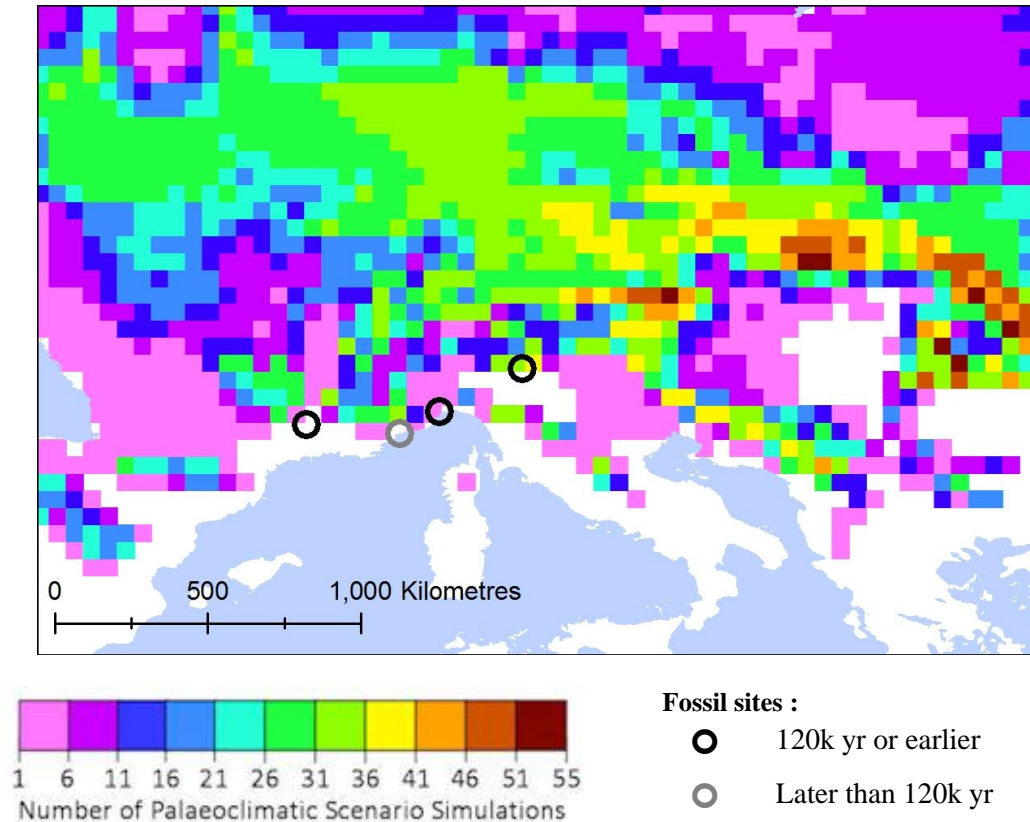 0 500 1,000 Kilometres
1 6 11 16 21 26 31 36 41 46 51 55
Number of Palaeoclimatic Scenario Simulations
Fossil sites :
120k yr or earlier
Later than 120k yr